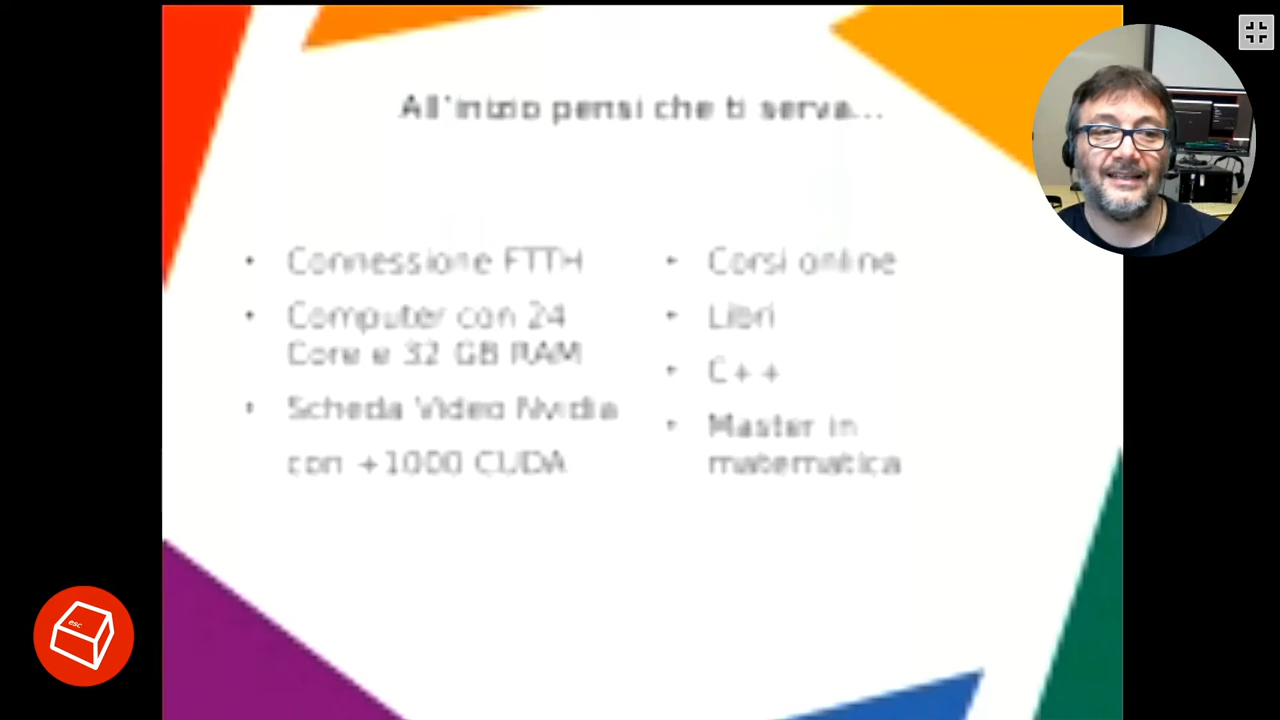 All'inizio pensi che ti serva...
• Connessione FTTH
• Computer con 24
Core e 32 GB RAM
• Scheda Video Nvidia
con +1000 CUDA
• Corsi online
• Libri
• C++
• Master in
matematica
esc